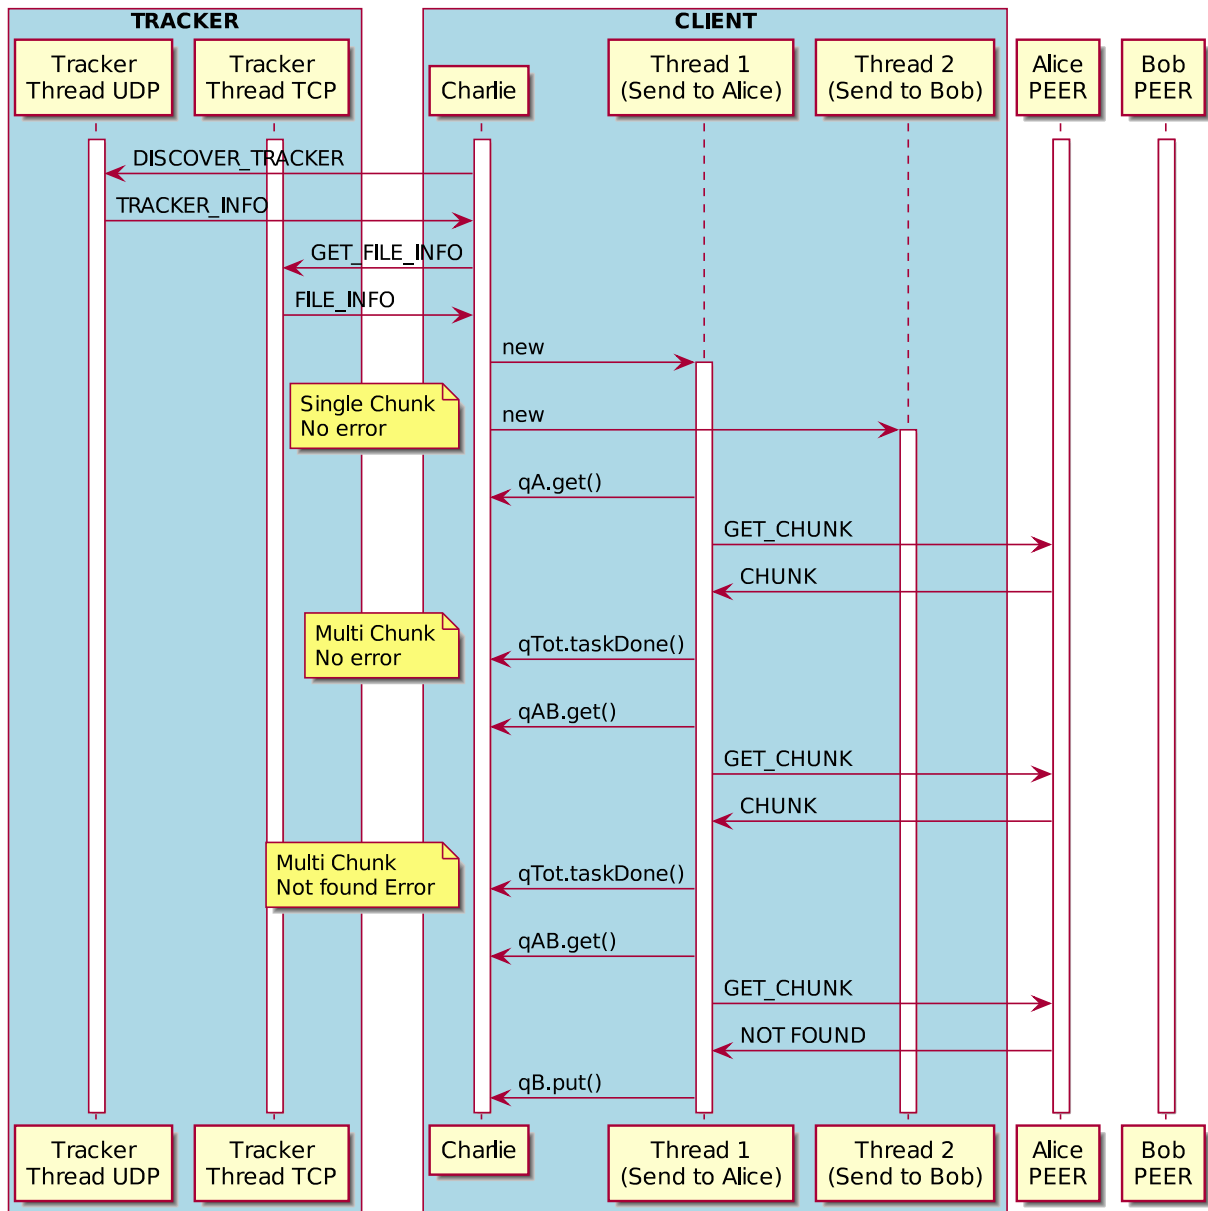 TRACKER
CLIENT
Tracker
Thread UDP
Tracker
Thread TCP
Charlie
Thread 1
(Send to Alice)
Thread 2
(Send to Bob)
Alice
PEER
Bob
PEER
DISCOVER_TRACKER
TRACKER_INFO
GET_FILE_INFO
FILE_INFO
new
Single Chunk
No error
new
qA.get()
GET_CHUNK
CHUNK
Multi Chunk
No error
qTot.taskDone()
qAB.get()
GET_CHUNK
CHUNK
Multi Chunk
Not found Error
qTot.taskDone()
qAB.get()
GET_CHUNK
NOT FOUND
qB.put()
Tracker
Thread UDP
Tracker
Thread TCP
Charlie
Thread 1
(Send to Alice)
Thread 2
(Send to Bob)
Alice
PEER
Bob
PEER